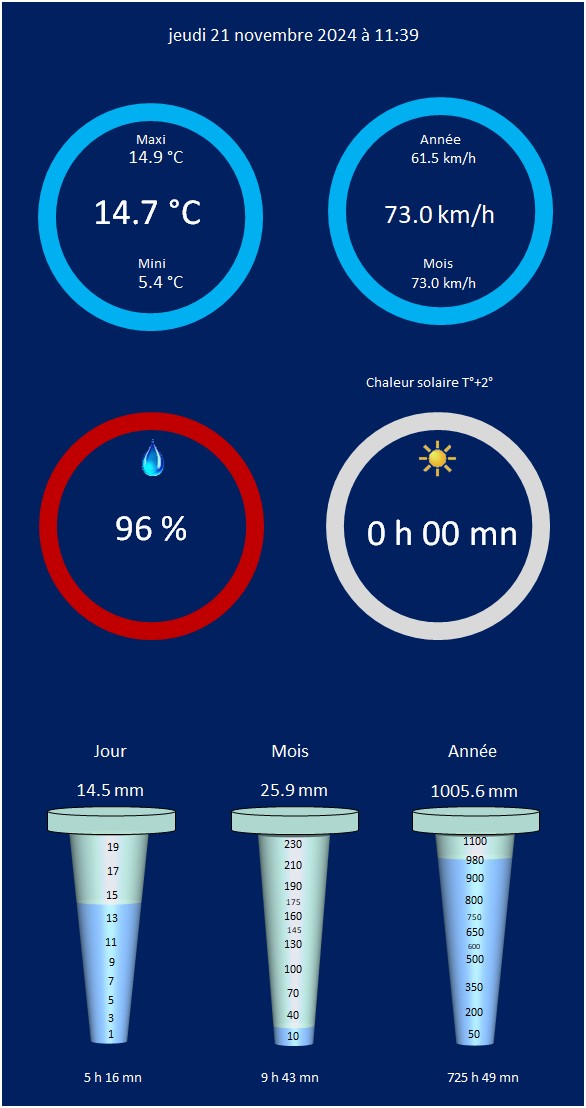 jeudi 21 novembre 2024 à 11:39
Maxi
14.9 °C
14.7 °C
Mini
5.4 °C
Année
61.5 km/h
73.0 km/h
Mois
73.0 km/h
Chaleur solaire T°+2°
96 %
0 h 00 mn
Jour
14.5 mm
19
17
15
13
11
9
7
5
3
1
5 h 16 mn
Mois
25.9 mm
230
210
190
175
160
145
130
100
70
40
10
9 h 43 mn
Année
1005.6 mm
1100
980
900
800
750
650
600
500
350
200
50
725 h 49 mn